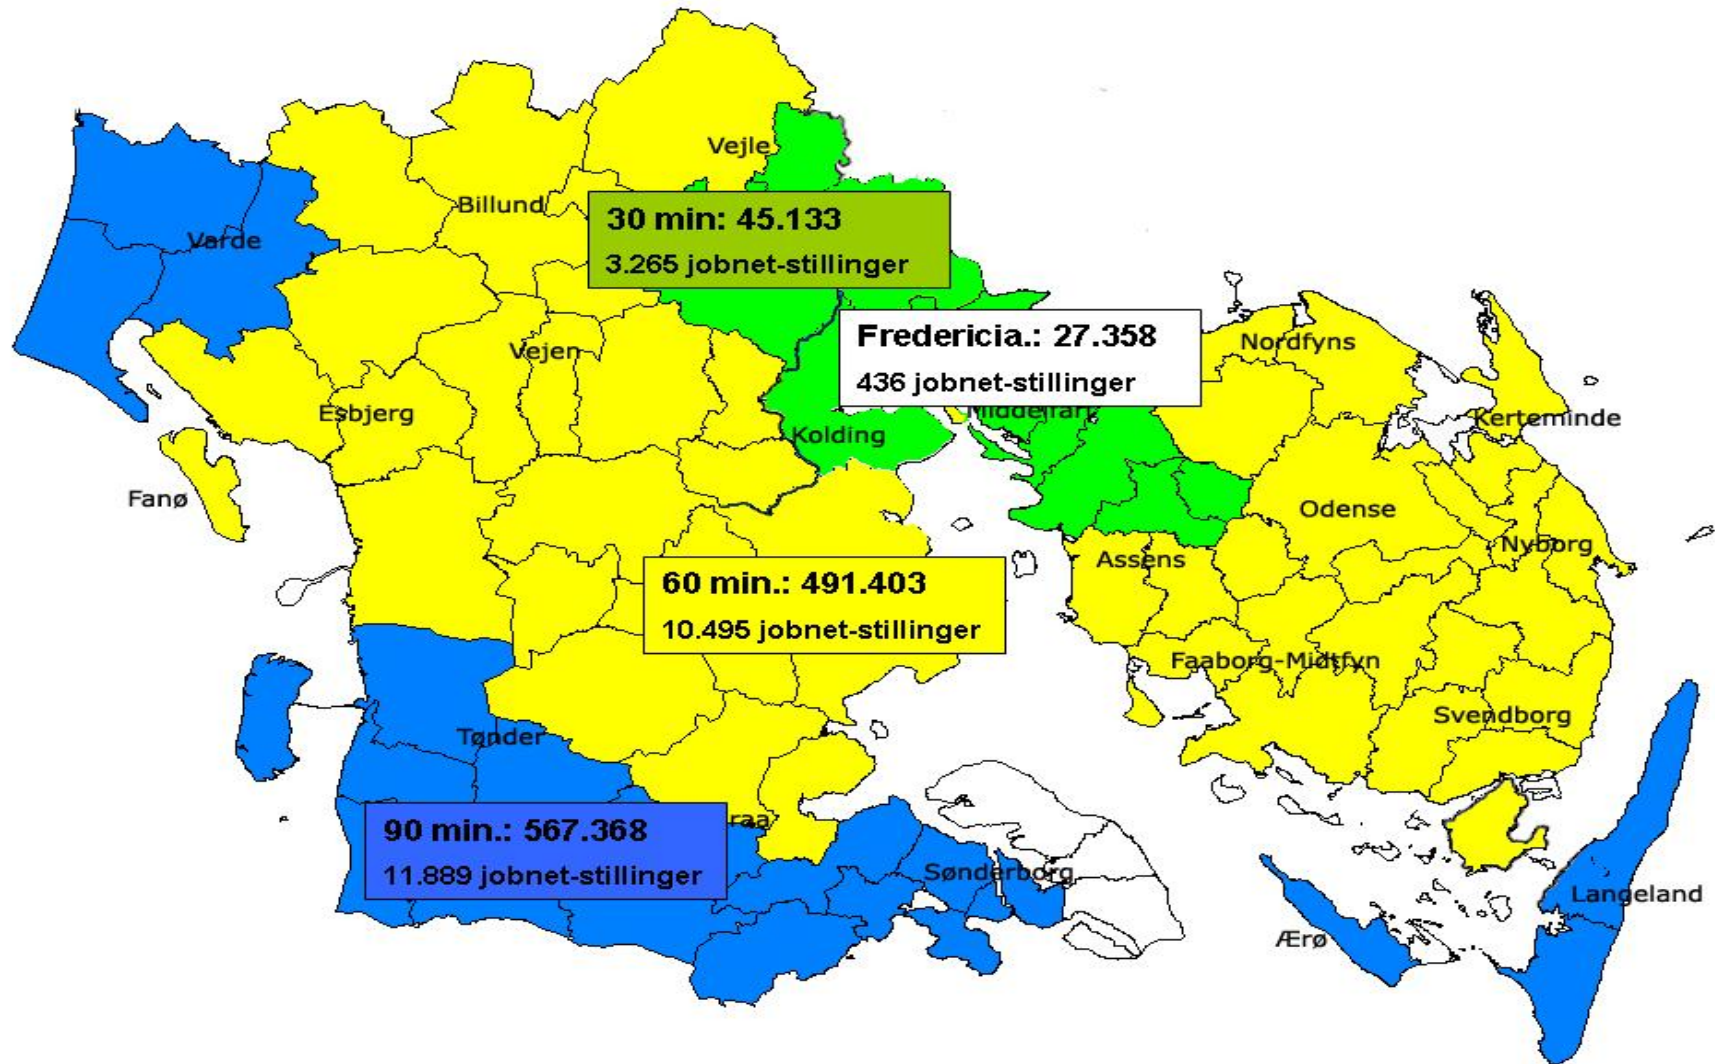 Vejle
Billund
30 min: 45.133
3.265 jobnet-stillinger
Varde
Fredericia.: 27.358
436 jobnet-stillinger
Nordfyns
Vejen
Esbjerg
Middelfart
Kerteminde
Kolding
Fanø
Odense
Nyborg
Assens
60 min.: 491.403
10.495 jobnet-stillinger
Faaborg-Midtfyn
Svendborg
Tønder
raa
90 min.: 567.368
11.889 jobnet-stillinger
Sønderborg
Langeland
Ærø